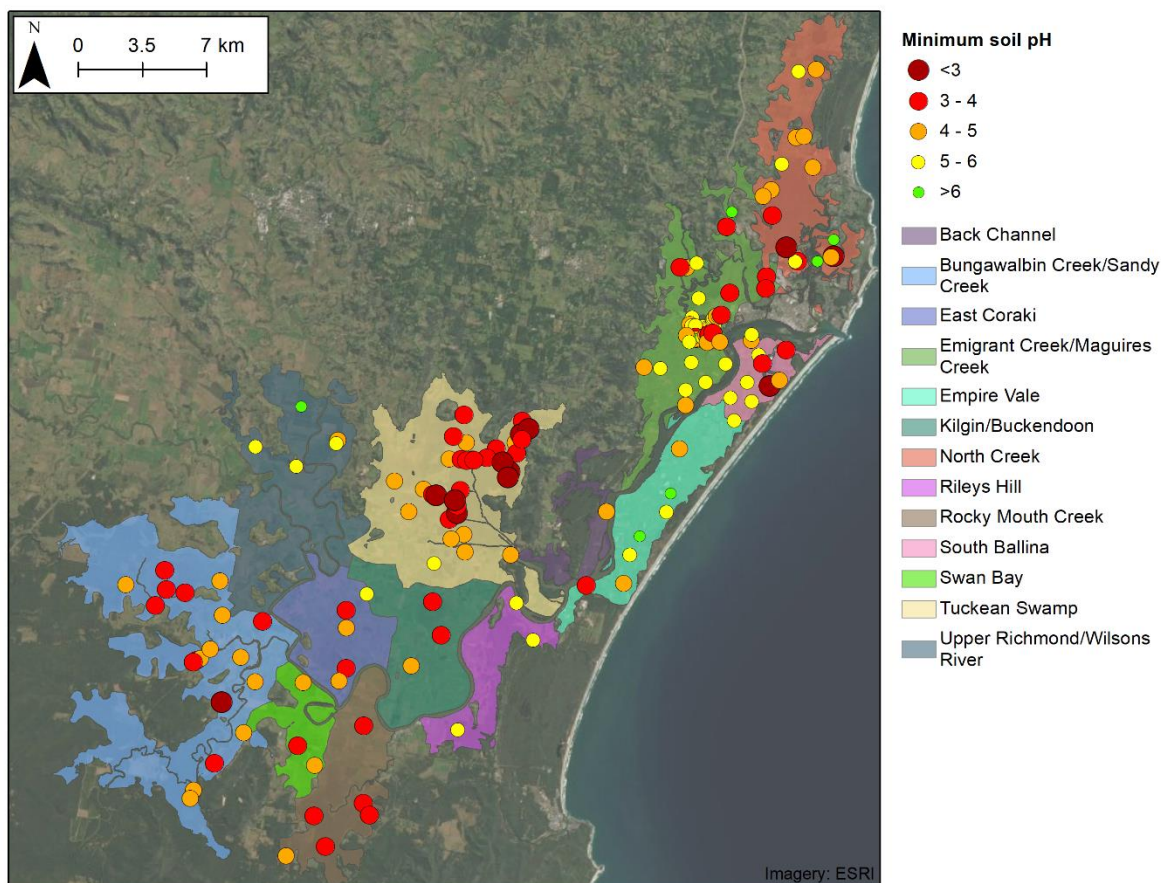 N
0 3.5 7 km
Minimum soil pH
<3
3 - 4
4 - 5
5 - 6
>6
Back Channel
Bungawalbin Creek/Sandy
Creek
East Coraki
Emigrant Creek/Maguires
Creek
Empire Vale
Kilgin/Buckendoon
North Creek
Rileys Hill
Rocky Mouth Creek
South Ballina
Swan Bay
Tuckean Swamp
Upper Richmond/Wilsons
River
Imagery: ESRI